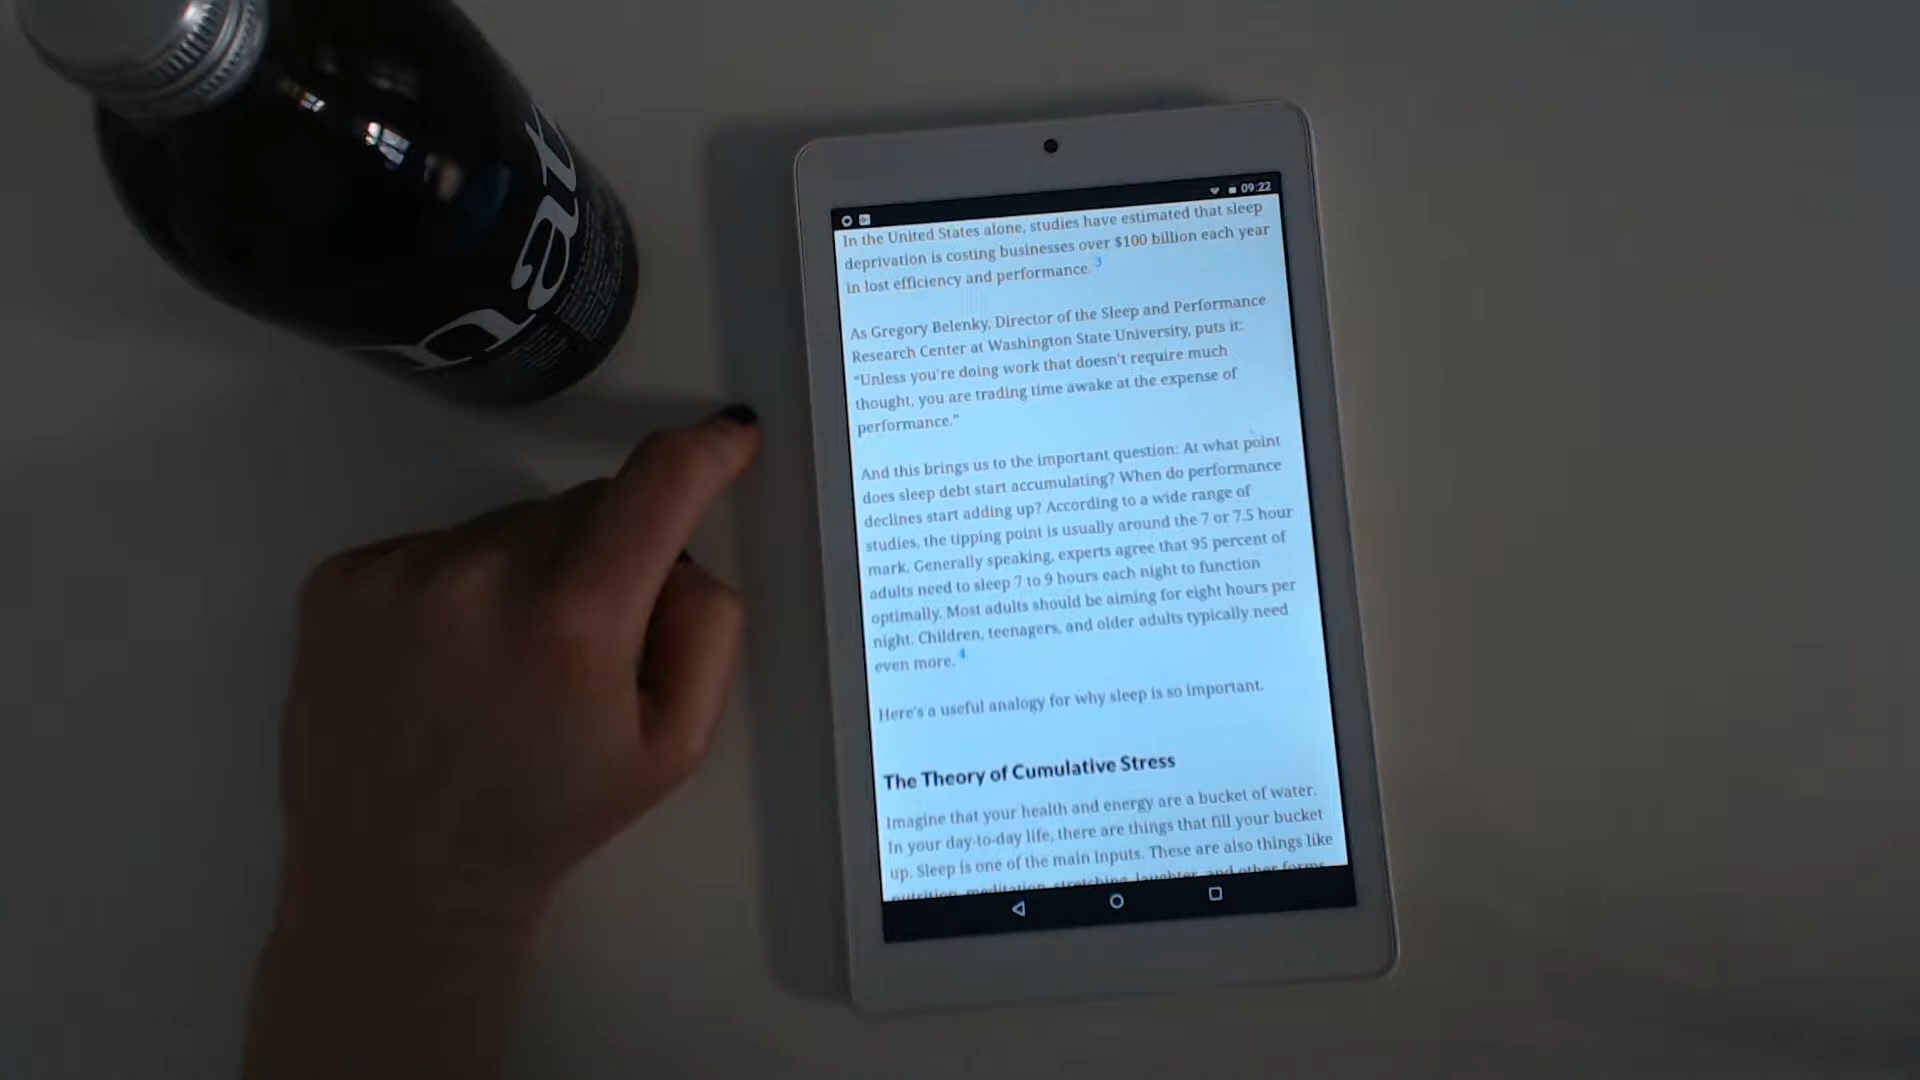 09:22
In the United States alone, studies have estimated that sleep
deprivation is costing businesses over $100 billion each year
in lost efficiency and performance. 3
As Gregory Belenky, Director of the Sleep and Performance
Research Center at Washington State University, puts it:
“Unless you're doing work that doesn't require much
thought, you are trading time awake at the expense of
performance.”
And this brings us to the important question: At what point
does sleep debt start accumulating? When do performance
declines start adding up? According to a wide range of
studies, the tipping point is usually around the 7 or 7.5 hour
mark. Generally speaking, experts agree that 95 percent of
adults need to sleep 7 to 9 hours each night to function
optimally. Most adults should be aiming for eight hours per
night. Children, teenagers, and older adults typically need
even more. 4
Here's a useful analogy for why sleep is so important.
The Theory of Cumulative Stress
Imagine that your health and energy are a bucket of water.
In your day-to-day life, there are things that fill your bucket
up. Sleep is one of the main inputs. These are also things like
nutrition, meditation, stretching, laughter, and other forms